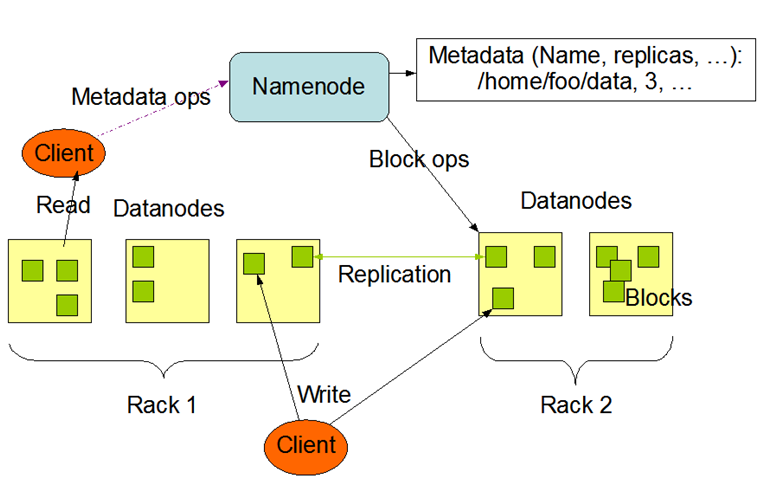 Metadata (Name, replicas, …):
/home/foo/data, 3, …
Namenode
Metadata ops
Client
Block ops
Read
Datanodes
Datanodes
Replication
Blocks
Rack 1
Write
Rack 2
Client